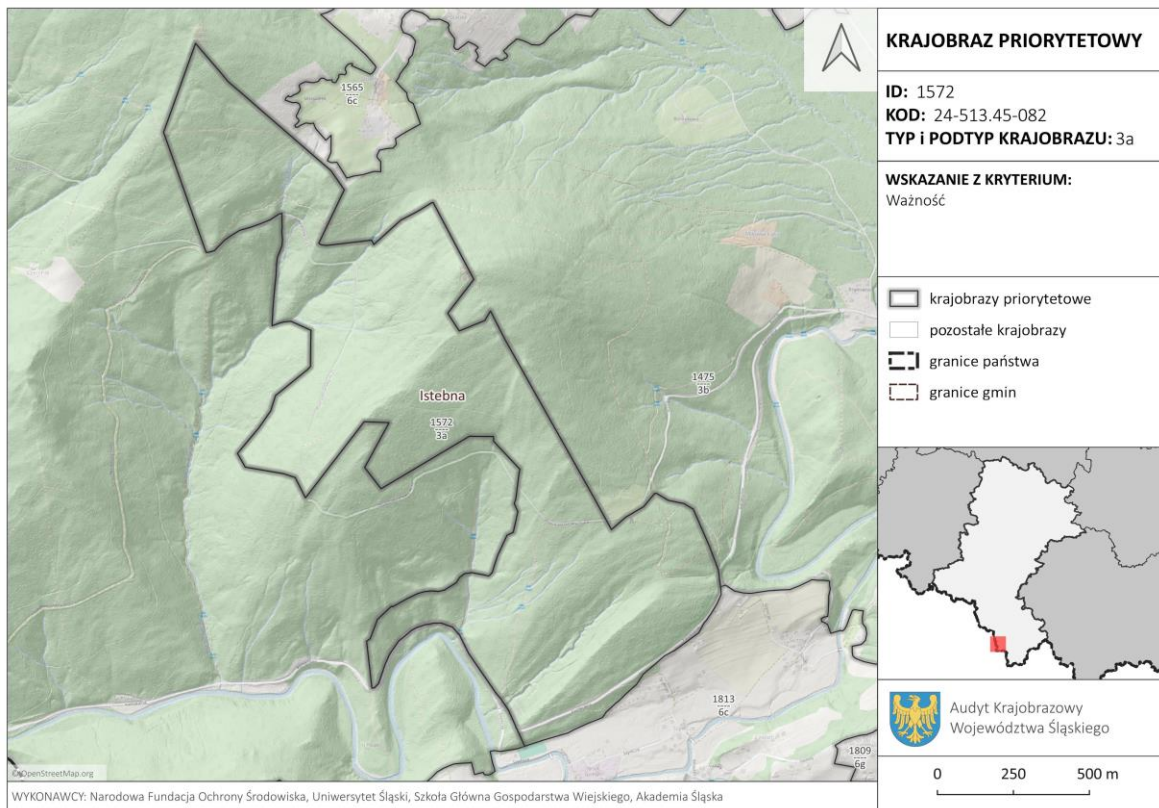 1565
6c
Istebna
1572
3a
1475
3b
1813
6c
1809
6g
© OpenStreetMap.org
WYKONAWCY: Narodowa Fundacja Ochrony Środowiska, Uniwersytet Śląski, Szkoła Główna Gospodarstwa Wiejskiego, Akademia Śląska
KRAJOBRAZ PRIORYTETOWY
ID: 1572
KOD: 24-513.45-082
TYP i PODTYP KRAJOBRAZU: 3a
WSKAZANIE Z KRYTERIUM:
Ważność
krajobrazy priorytetowe
pozostałe krajobrazy
granice państwa
granice gmin
Audyt Krajobrazowy
Województwa Śląskiego
0 250 500 m